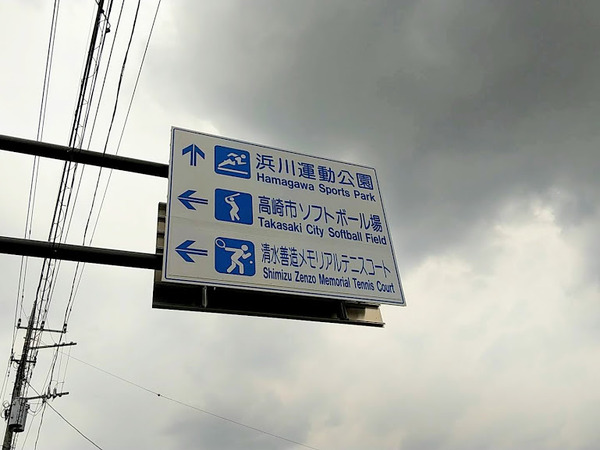 浜川運動公園
Hamagawa Sports Park
高崎市ソフトボール場
Takasaki City Softball Field
清水善造メモリアルテニスコート
Shimizu Zenzo Memorial Tennis Court